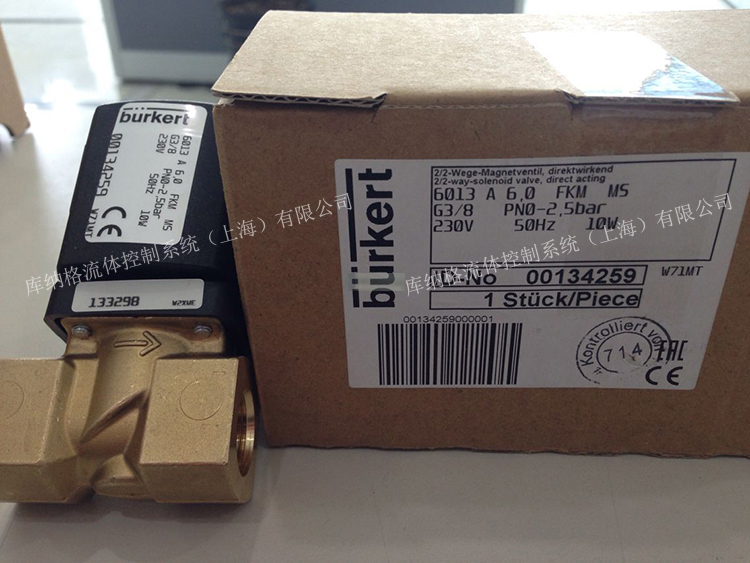 bürkert
6013 A 6,0 FKM MS
G3/8 PN0-2,5bar
230V 50Hz 10W
00134259 W71MT
CE
133298 W2XWE
bürkert
2/2-Wege-Magnetventil, direktwirkend
2/2-way-solenoid valve, direct acting
6013 A 6,0 FKM MS
G3/8 PN0-2,5bar
230V 50Hz 10W
00134259
W71MT
1 Stück/Piece
00134259000001
Kontrolliert von
714
EAC
CE
库纳格流体控制系统（上海）有限公司
库纳格流体控制系统（上海）有限公司